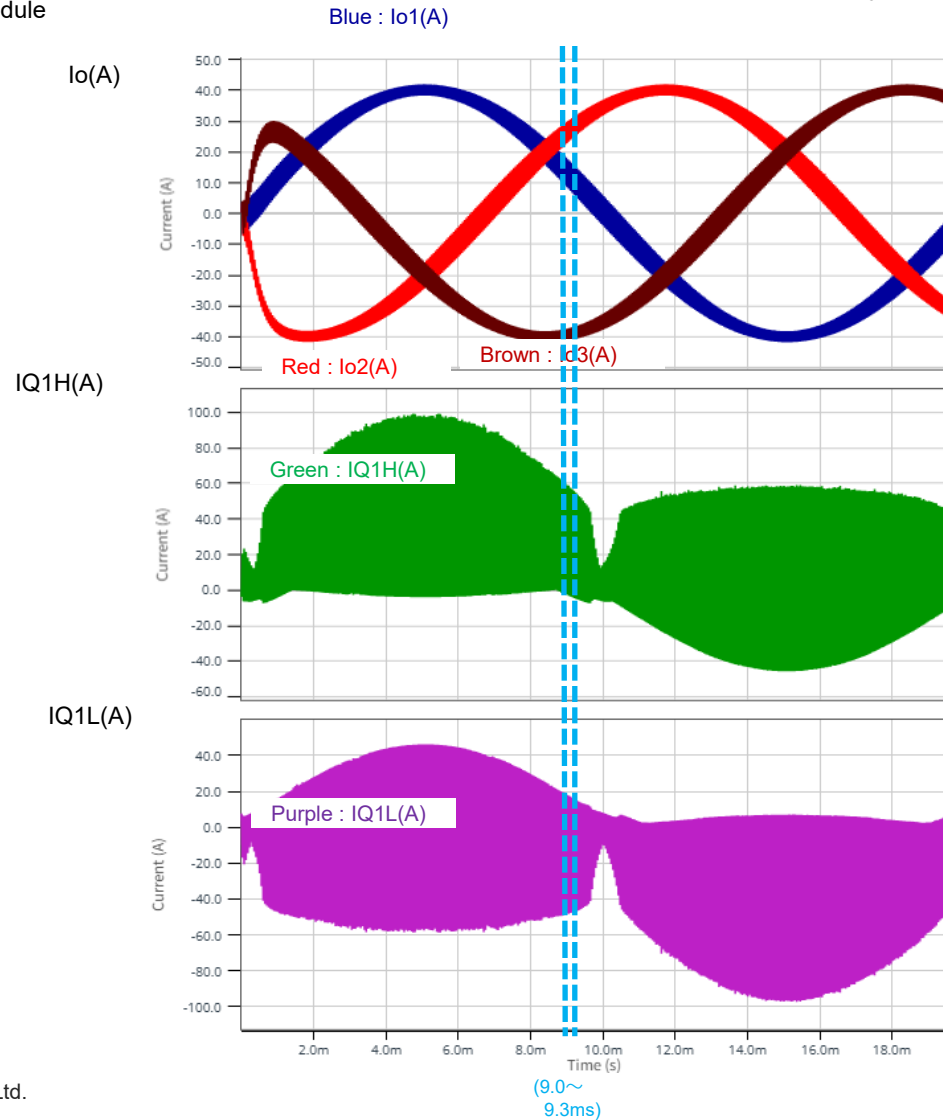 dule
Blue : Io1(A)
Io(A)
50.0
40.0
30.0
20.0
10.0
0.0
-10.0
-20.0
-30.0
-40.0
-50.0
Current (A)
Red : Io2(A)
Brown : Io3(A)
IQ1H(A)
100.0
80.0
60.0
40.0
20.0
0.0
-20.0
-40.0
-60.0
Current (A)
Green : IQ1H(A)
IQ1L(A)
40.0
20.0
0.0
-20.0
-40.0
-60.0
-80.0
-100.0
Current (A)
Purple : IQ1L(A)
2.0m 4.0m 6.0m 8.0m 10.0m 12.0m 14.0m 16.0m 18.0m
Time (s)
(9.0～
9.3ms)
td.